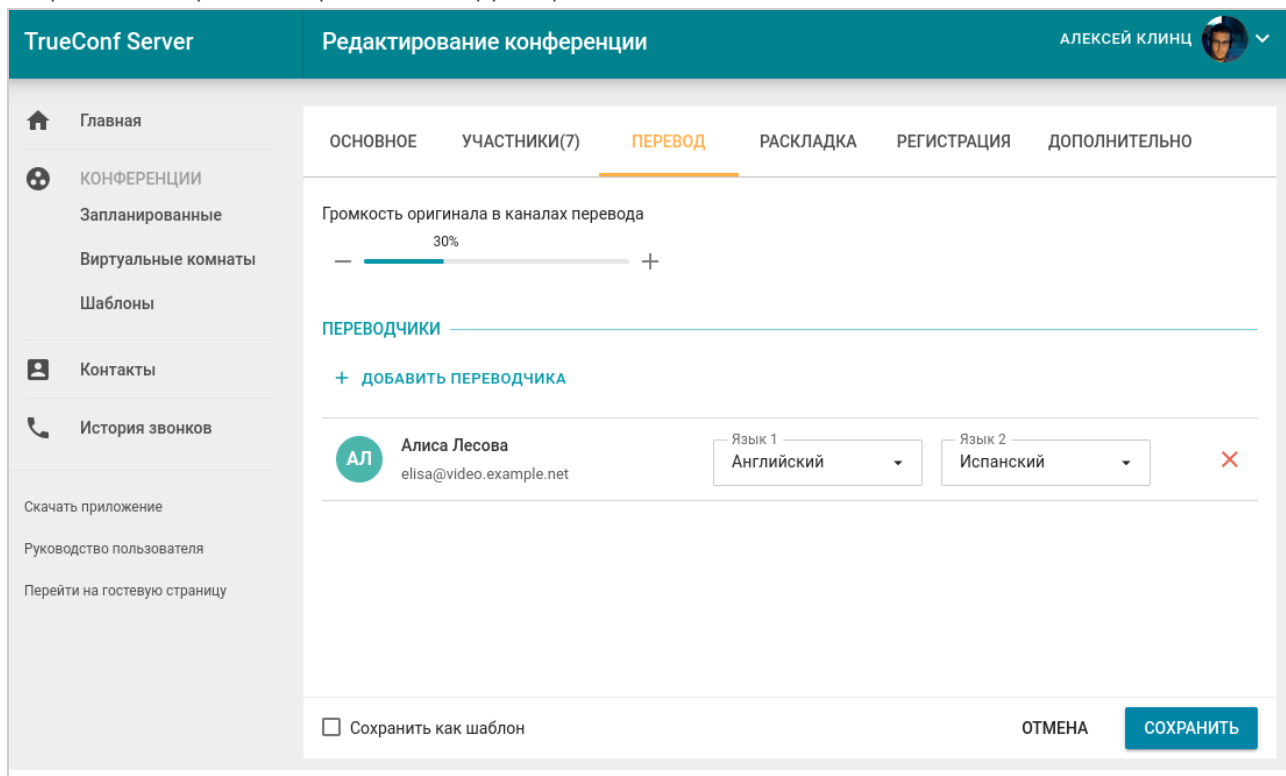 TrueConf Server
Редактирование конференции
АЛЕКСЕЙ КЛИНЦ
Главная
КОНФЕРЕНЦИИ
Запланированные
Виртуальные комнаты
Шаблоны
Контакты
История звонков
Скачать приложение
Руководство пользователя
Перейти на гостевую страницу
ОСНОВНОЕ УЧАСТНИКИ(7) ПЕРЕВОД РАСКЛАДКА РЕГИСТРАЦИЯ ДОПОЛНИТЕЛЬНО
Громкость оригинала в каналах перевода
30%
ПЕРЕВОДЧИКИ
+ ДОБАВИТЬ ПЕРЕВОДЧИКА
АЛ
Алиса Лесова
elisa@video.example.net
Язык 1
Английский
Язык 2
Испанский
Сохранить как шаблон
ОТМЕНА
СОХРАНИТЬ